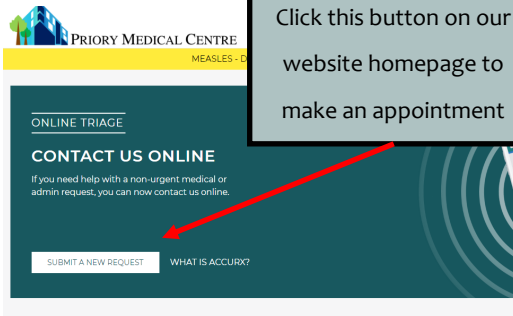 PRIORY MEDICAL CENTRE
Click this button on our
website homepage to
make an appointment
MEASLES -
ONLINE TRIAGE
CONTACT US ONLINE
If you need help with a non-urgent medical or
admin request, you can now contact us online.
SUBMIT A NEW REQUEST
WHAT IS ACCURX?